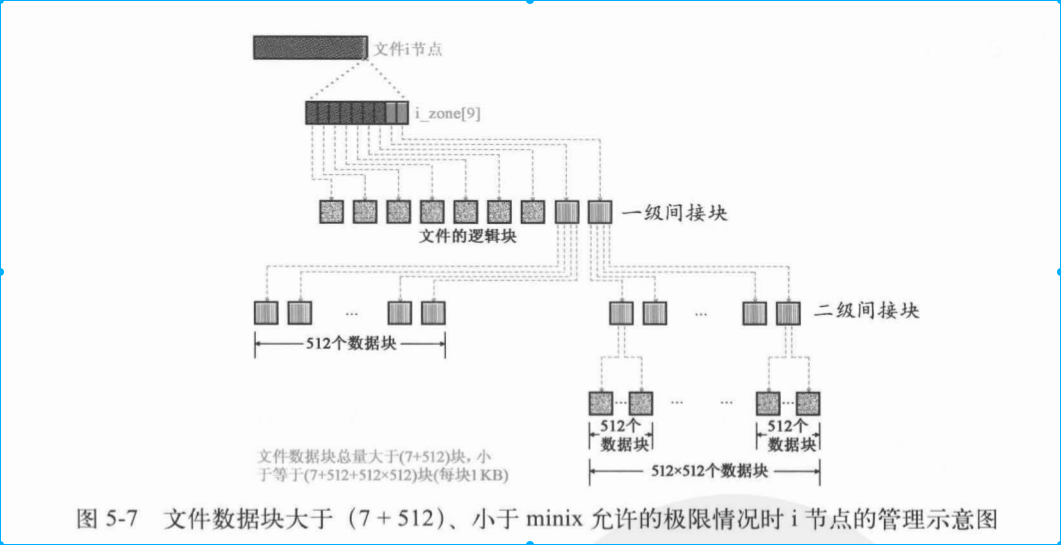 文件i节点
i_zone[9]
一级间接块
文件的逻辑块
...
...
二级间接块
512个数据块
...
...
...
...
512个
数据块
512个
数据块
512×512个数据块
文件数据块总量大于(7+512)块，小
于等于(7+512+512×512)块(每块1 KB)
图 5-7 文件数据块大于（7 + 512）、小于 minix 允许的极限情况时 i 节点的管理示意图